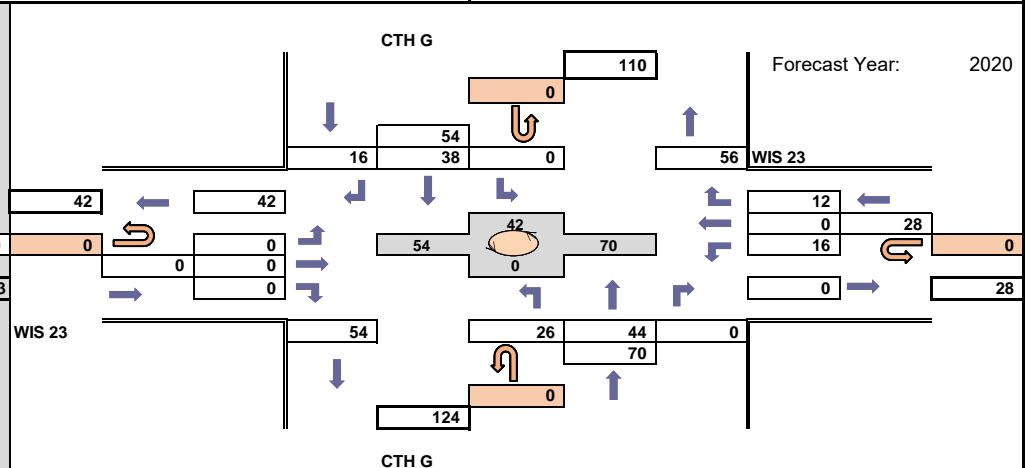 CTH G
110
Forecast Year: 2020
0
54
16 38 0 56 WIS 23
42 42 42 12
0 28
0 0 54 70 16 0
0 0 0
3 0 0 28
WIS 23 54 26 44 0
70
0
124
CTH G